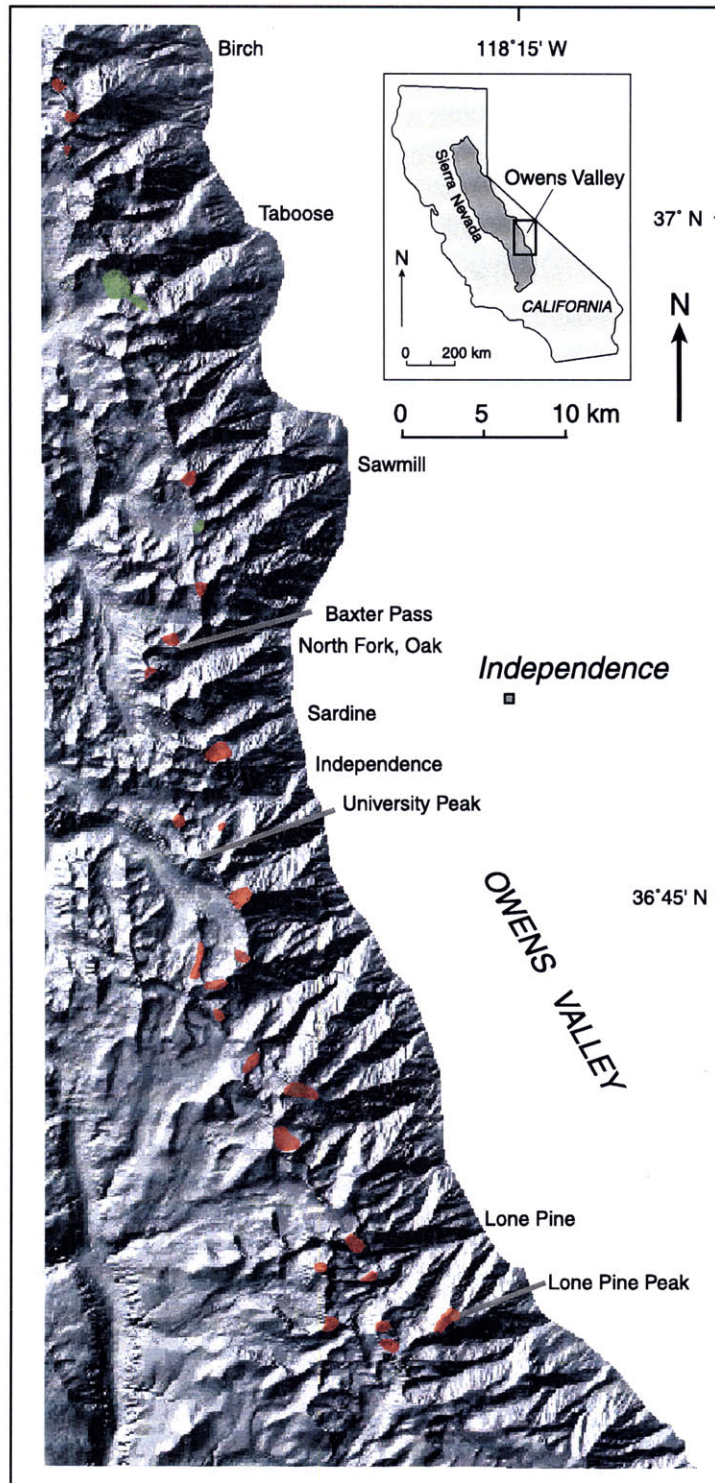 Birch
118°15' W
Owens Valley
Sierra Nevada
37° N
Taboose
N
CALIFORNIA
0 200 km
N
0 5 10 km
Sawmill
Baxter Pass
North Fork, Oak
Independence
Sardine
Independence
University Peak
36°45' N
OWENS VALLEY
Lone Pine
Lone Pine Peak